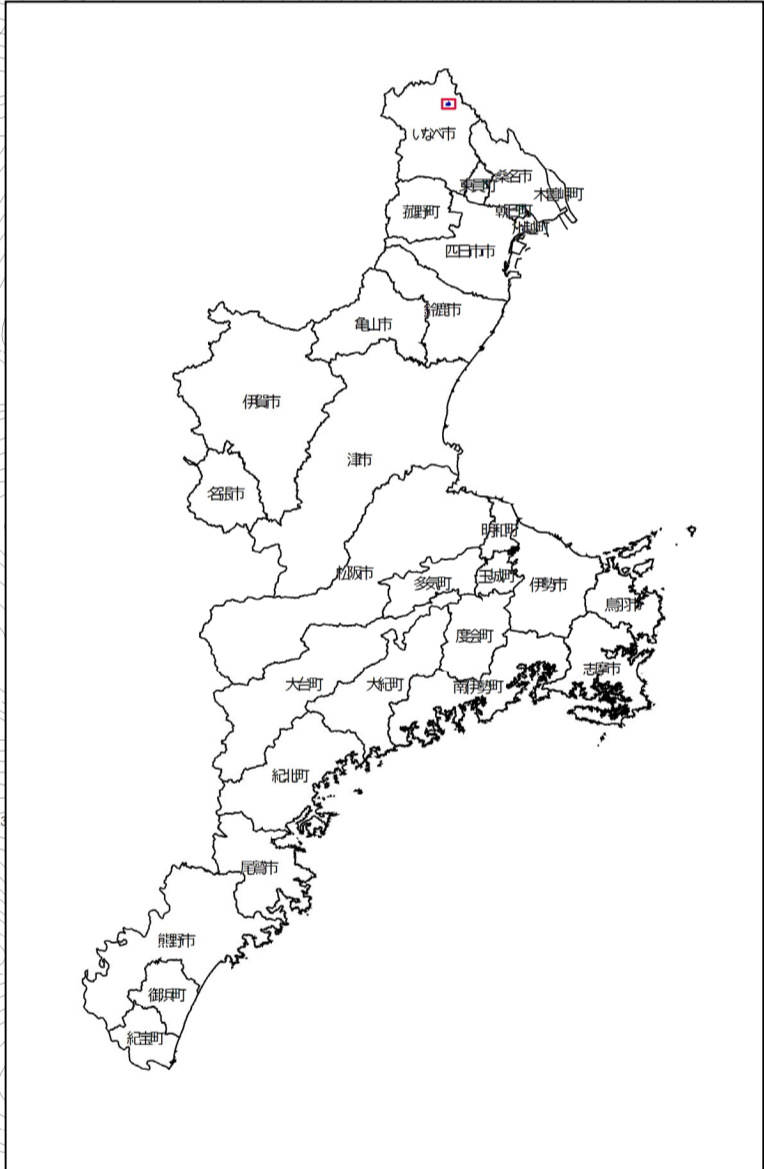 いなべ市
桑名市
東員町
木曽岬町
菰野町
朝日町
川越町
四日市市
鈴鹿市
亀山市
伊賀市
津市
名張市
明和町
松阪市
多気町
玉城町
伊勢市
鳥羽市
度会町
志摩市
大台町
大紀町
南伊勢町
紀北町
尾鷲市
熊野市
御浜町
紀宝町